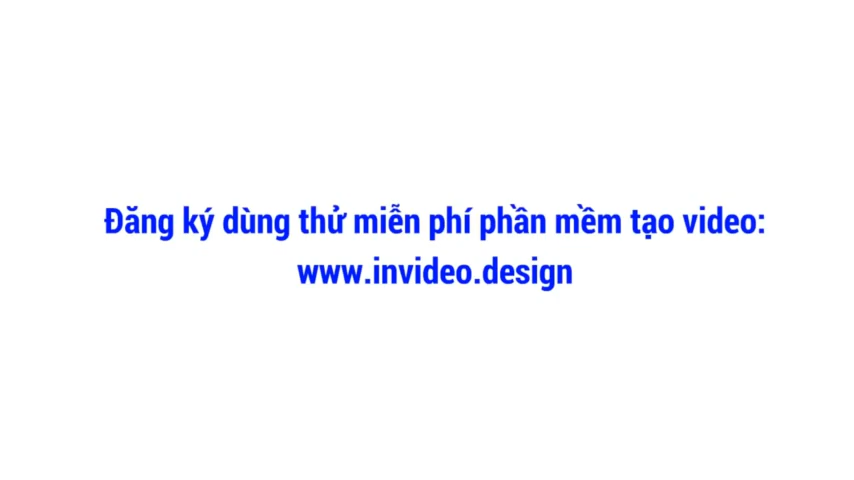 Đăng ký dùng thử miễn phí phần mềm tạo video:
www.invideo.design